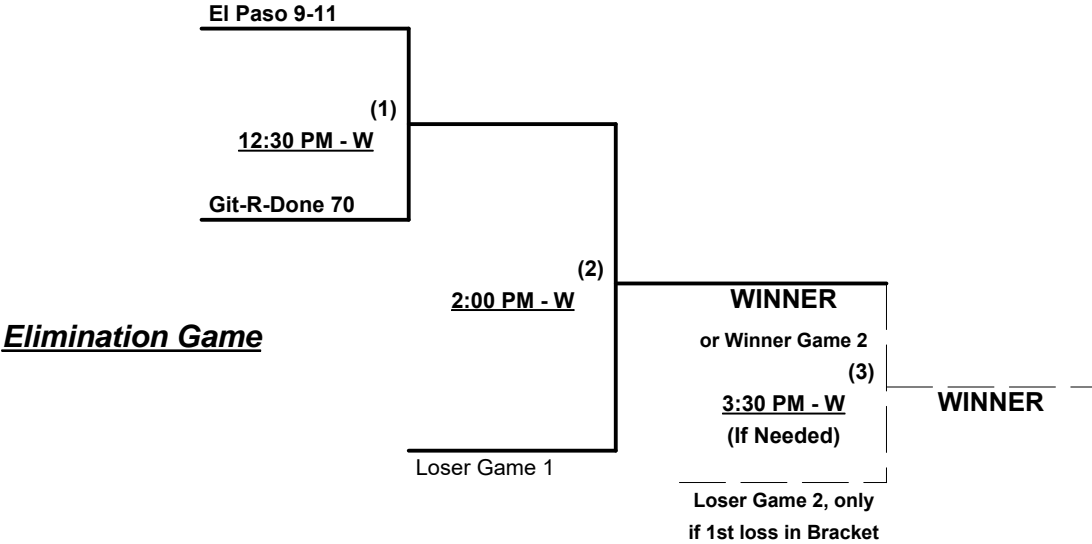 El Paso 9-11
(1)
12:30 PM - W
Git-R-Done 70
(2)
2:00 PM - W
WINNER
Elimination Game
or Winner Game 2
(3)
3:30 PM - W
WINNER
(If Needed)
Loser Game 1
Loser Game 2, only
if 1st loss in Bracket